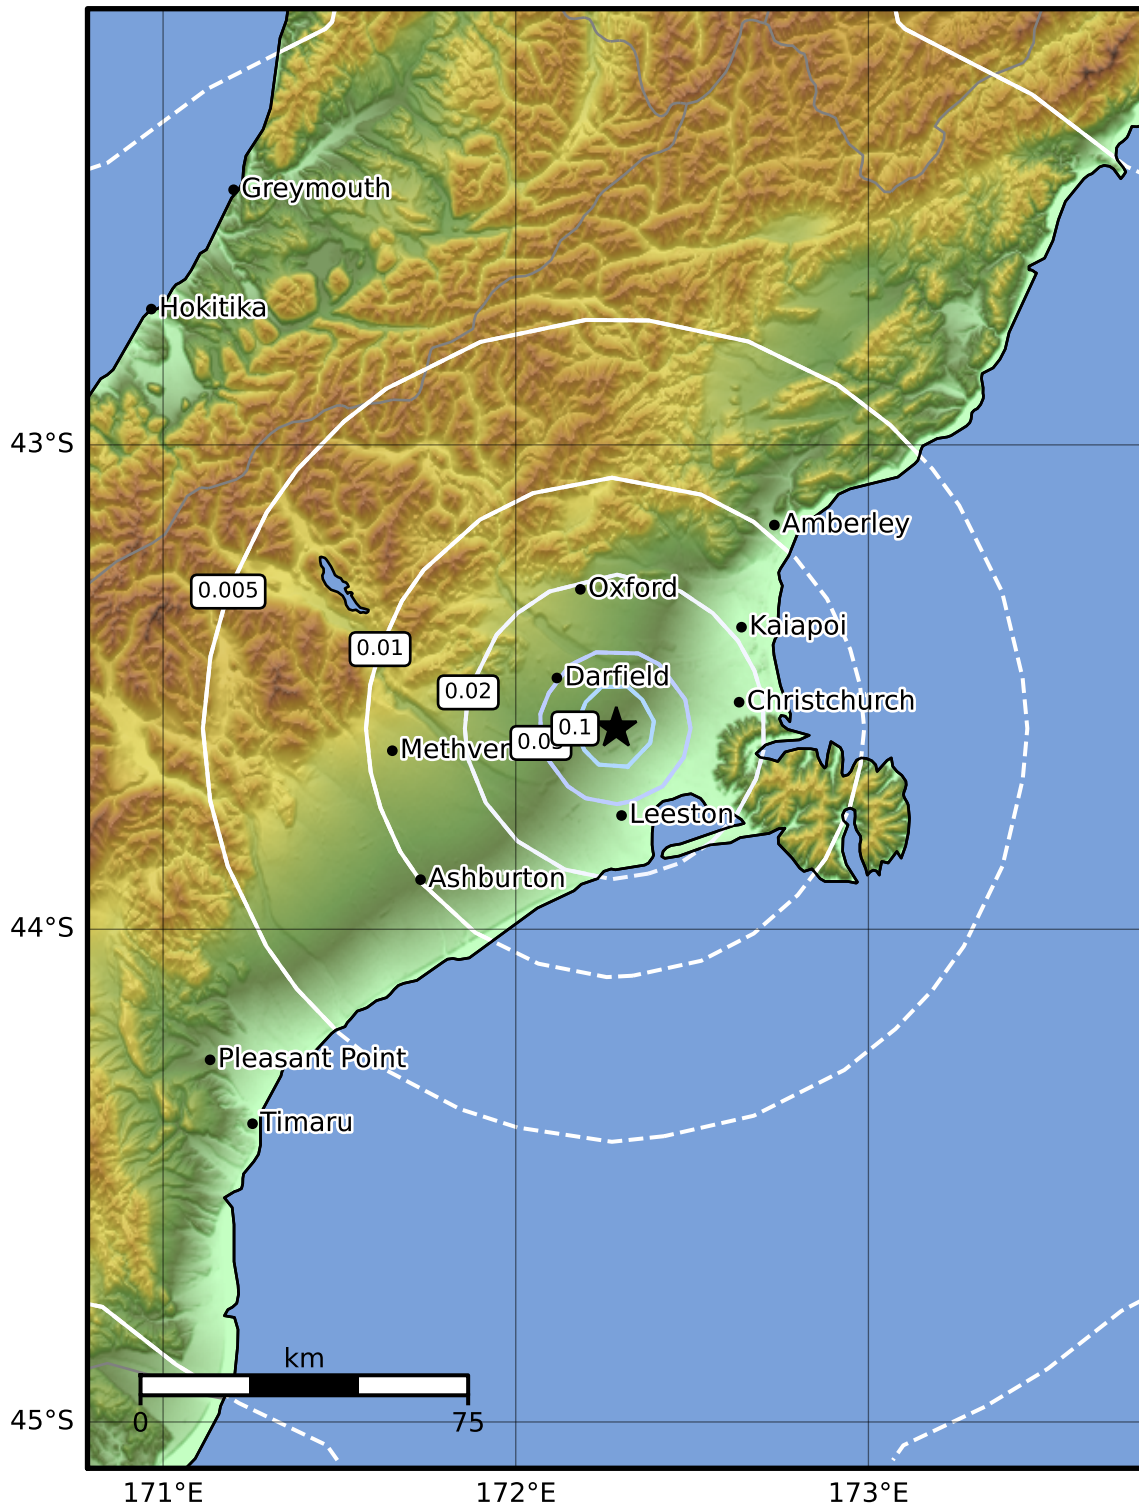 Greymouth
Hokitika
43°S
Amberley
0.005
Oxford
Kaiapoi
0.01
Darfield
0.02
Christchurch
0.1
Leeston
Ashburton
44°S
Pleasant Point
Timaru
km
0 75
45°S
171°E 172°E 173°E